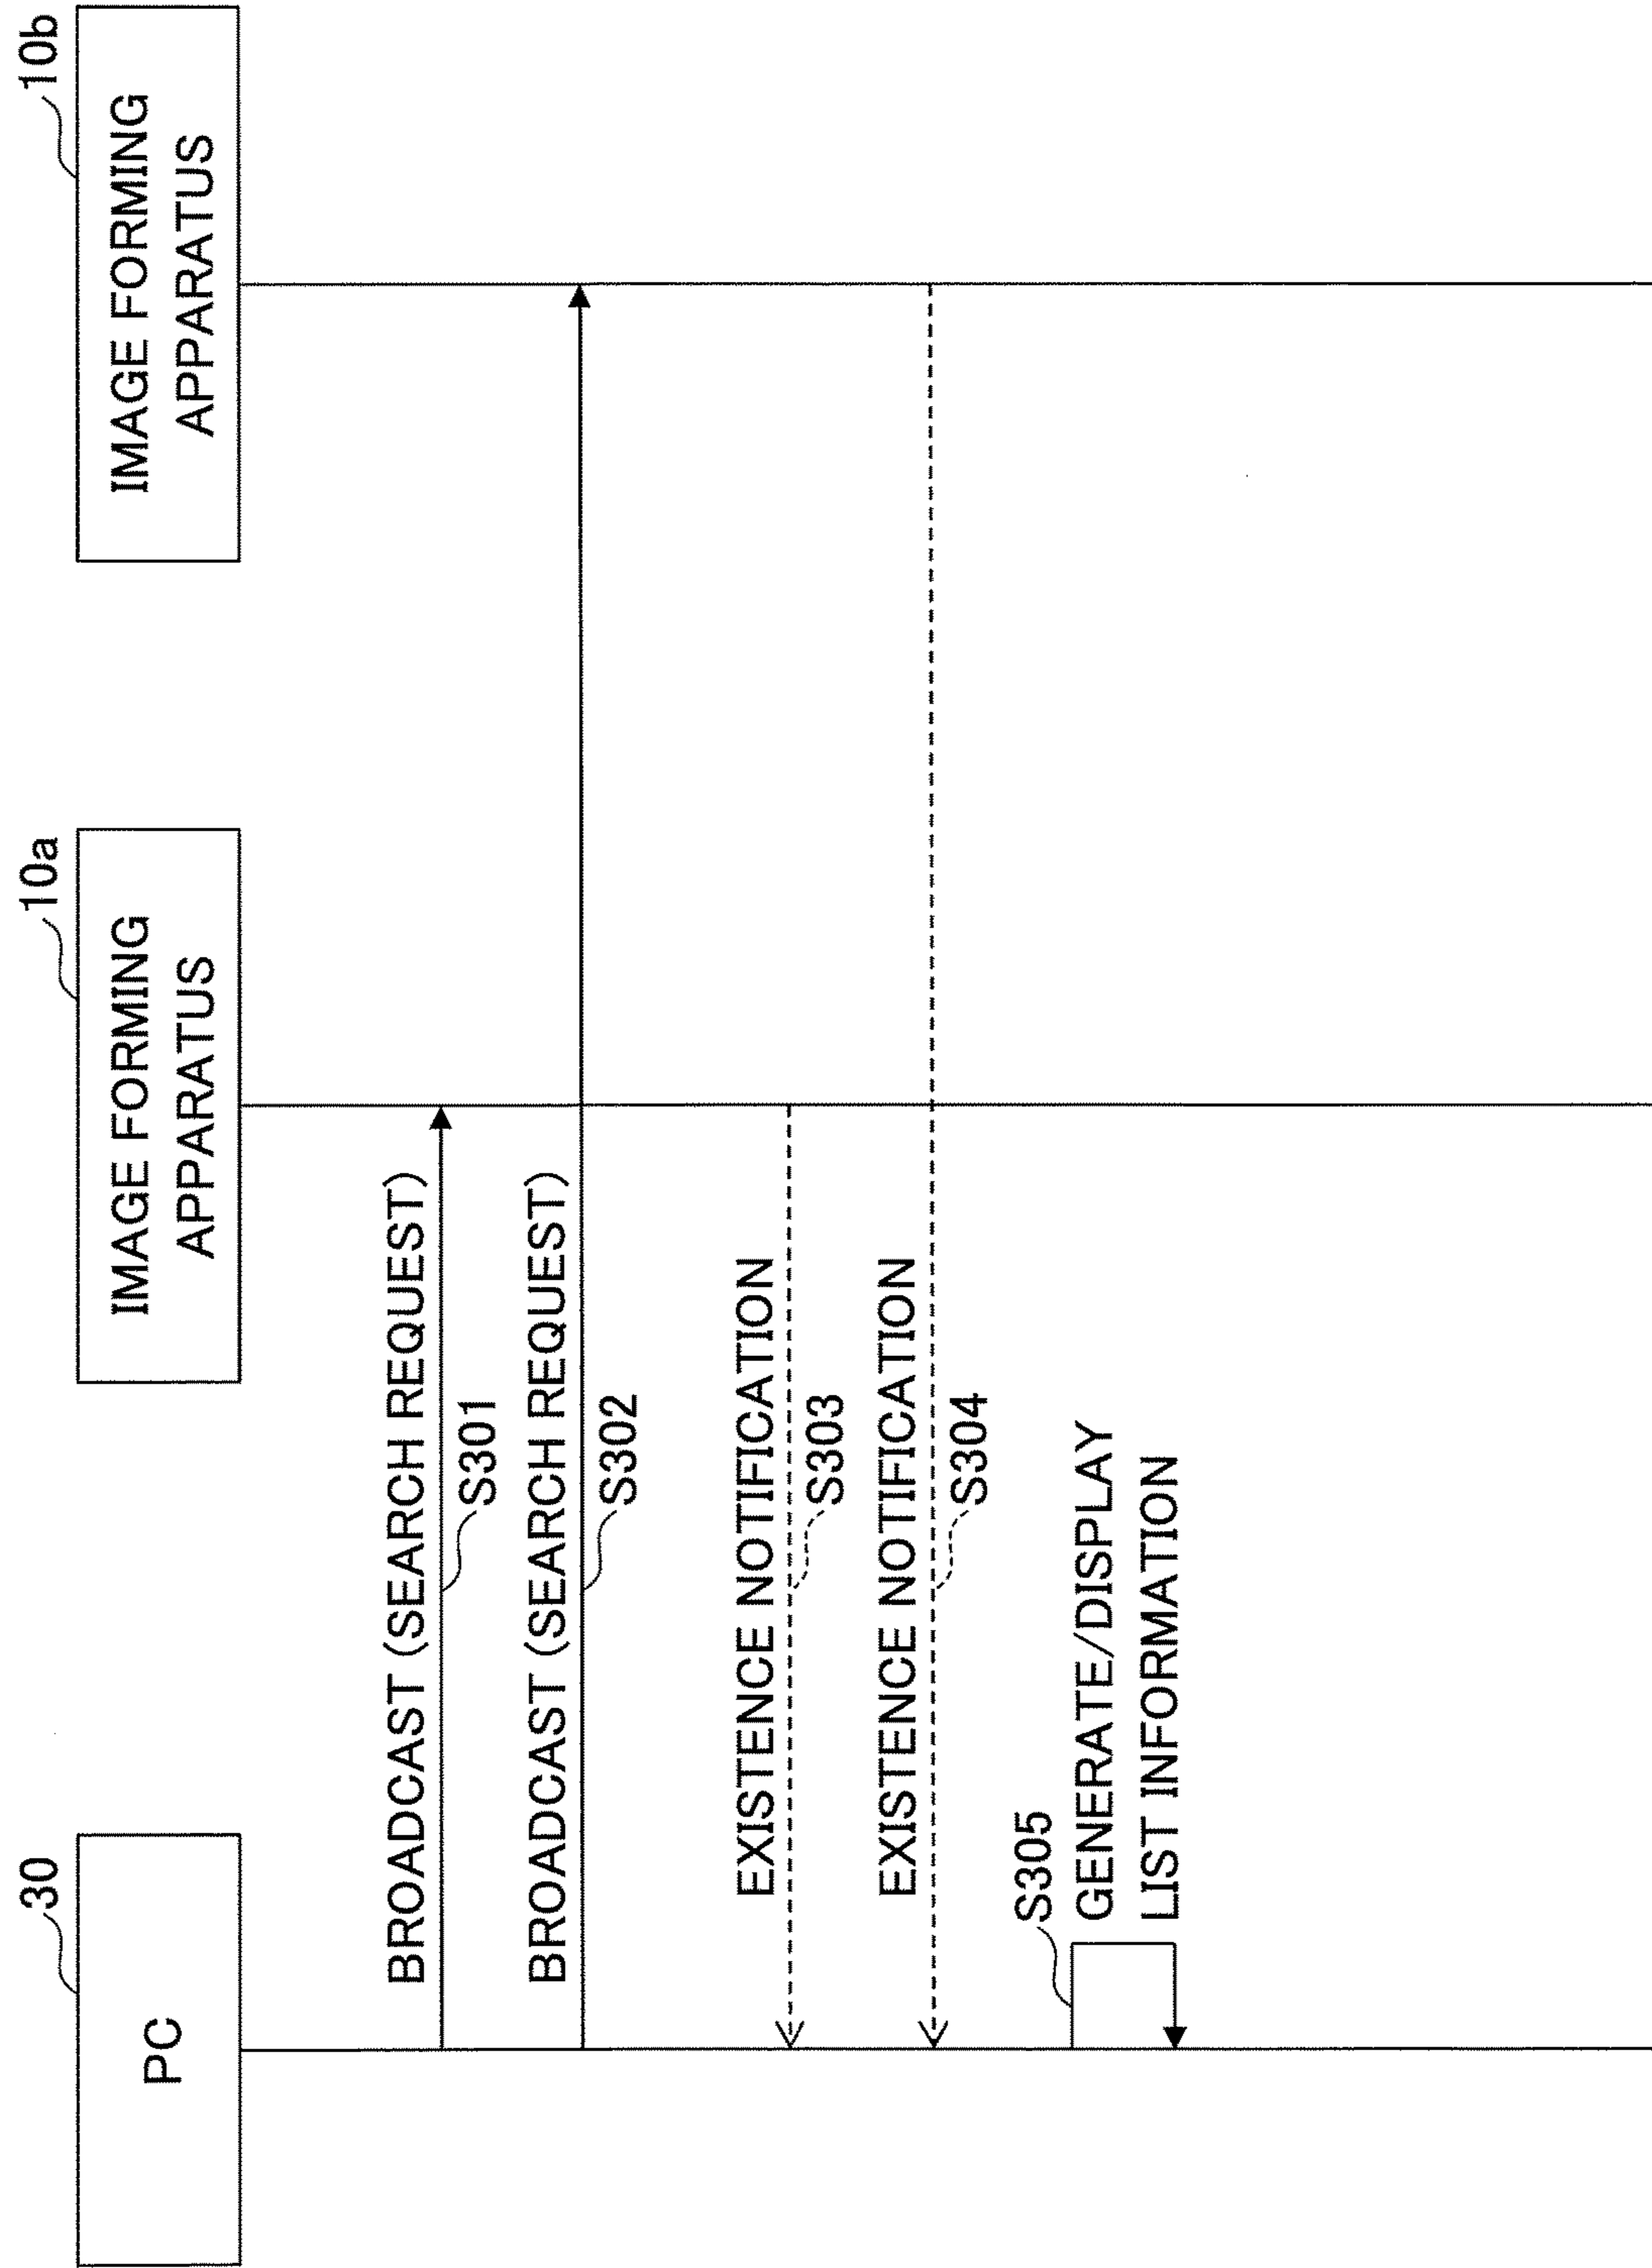 30
PC
10a
IMAGE FORMING
APPARATUS
10b
IMAGE FORMING
APPARATUS
BROADCAST (SEARCH REQUEST)
S301
BROADCAST (SEARCH REQUEST)
S302
EXISTENCE NOTIFICATION
S303
EXISTENCE NOTIFICATION
S304
S305
GENERATE/DISPLAY
LIST INFORMATION